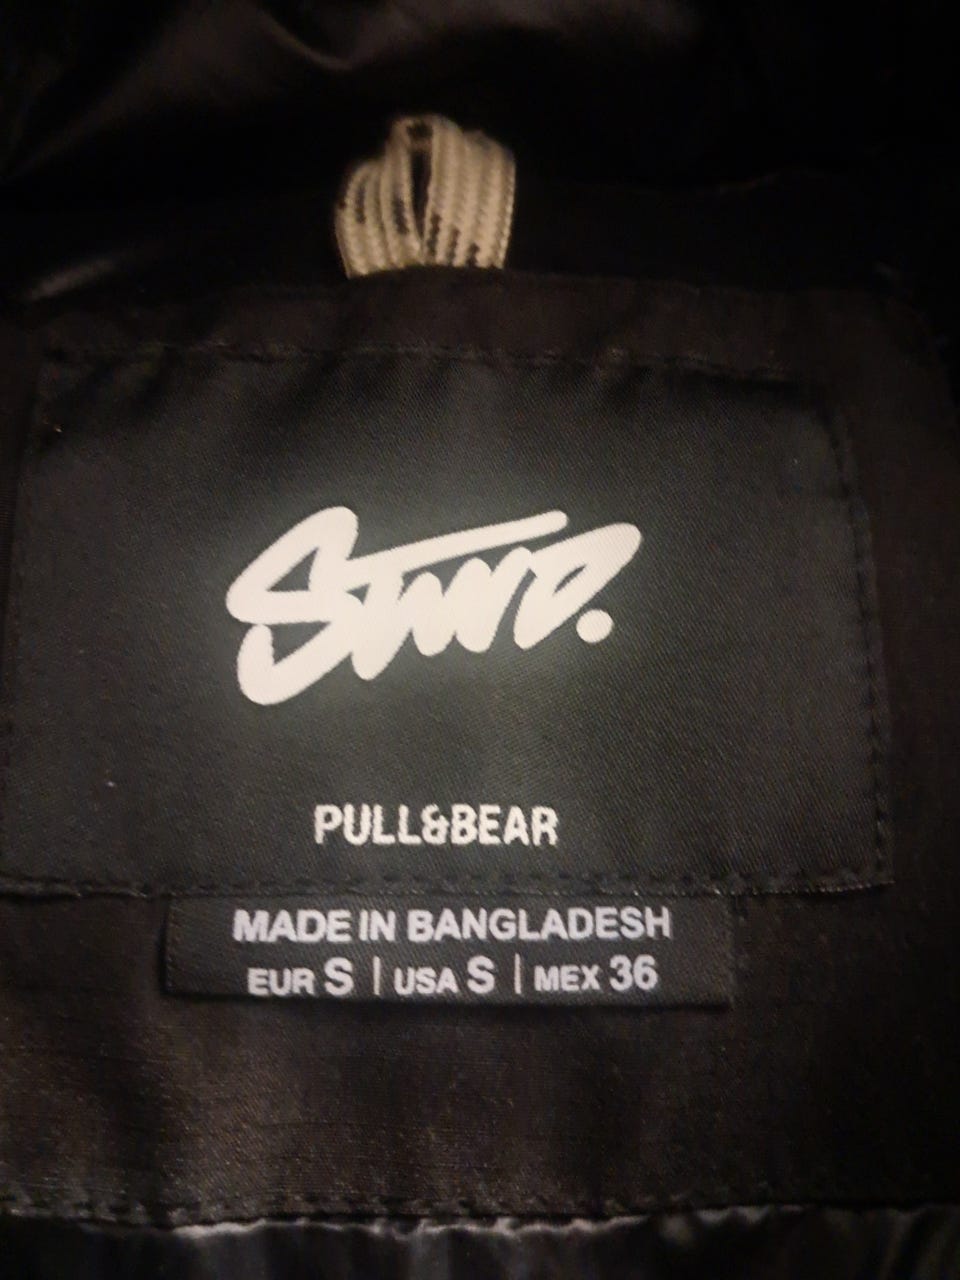 STWD.
PULL&BEAR
MADE IN BANGLADESH
EUR S | USA S | MEX 36